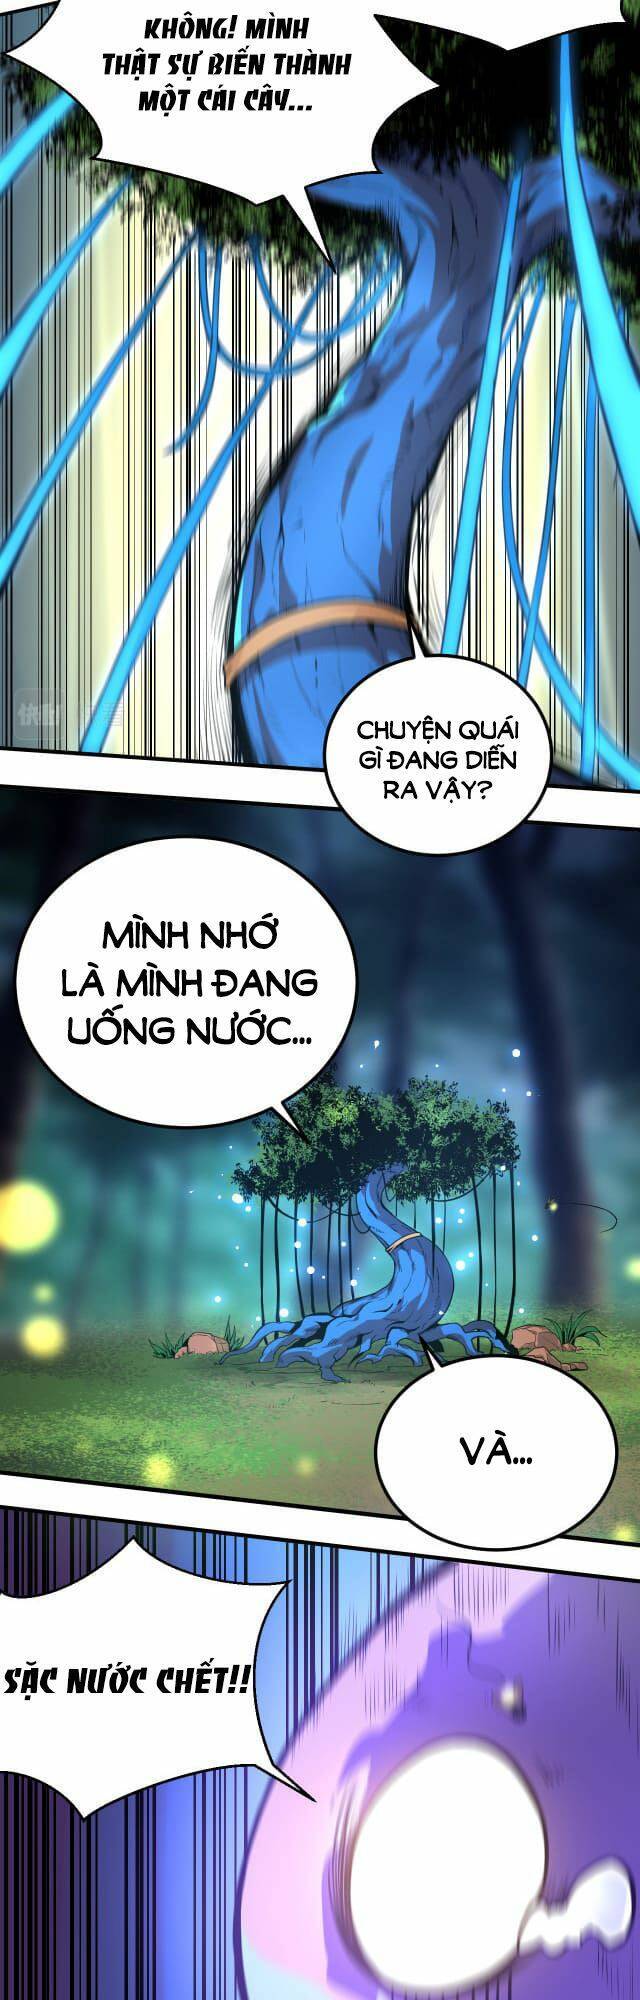 KHÔNG! MÌNH
THẬT SỰ BIẾN THÀNH
MỘT CÁI CÂY...
CHUYỆN QUÁI
GÌ ĐANG DIỄN
RA VẬY?
MÌNH NHỚ
LÀ MÌNH ĐANG
UỐNG NƯỚC...
VÀ...
SẶC NƯỚC CHẾT!!